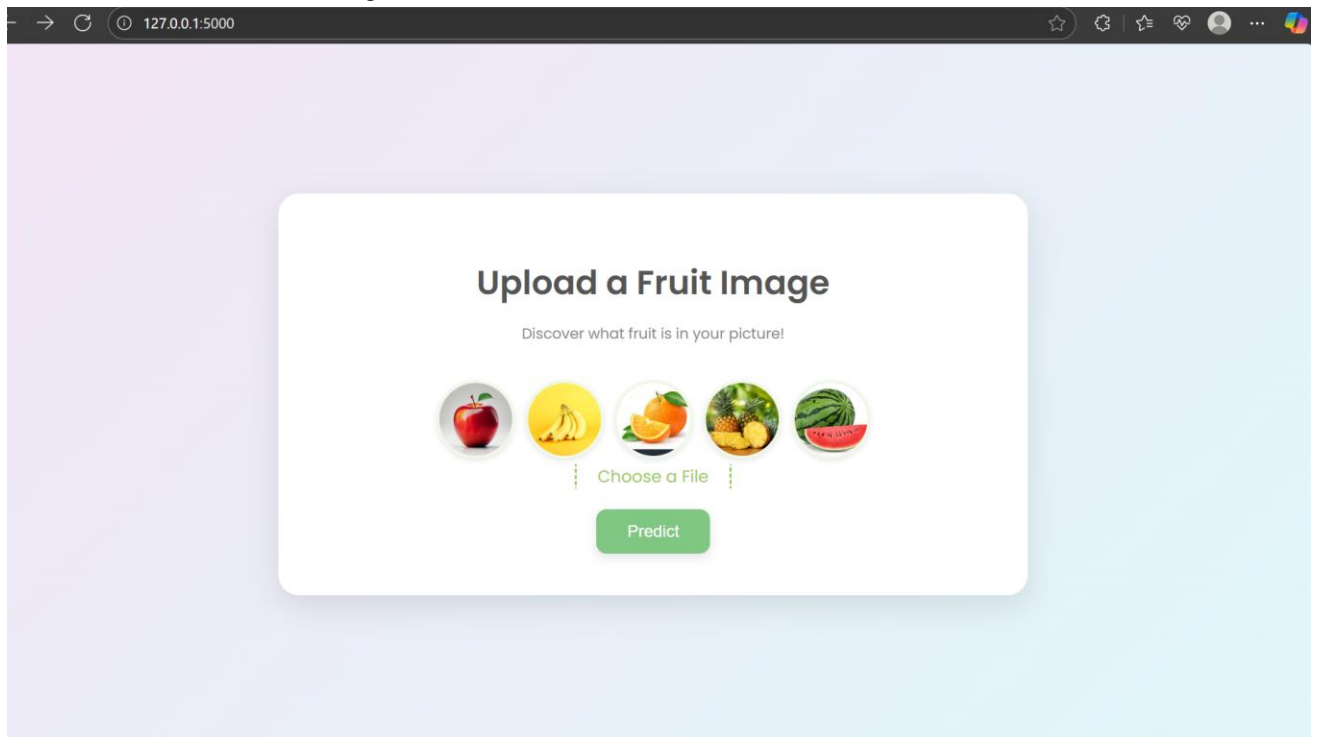 127.0.0.1:5000
Upload a Fruit Image
Discover what fruit is in your picture!
Choose a File
Predict